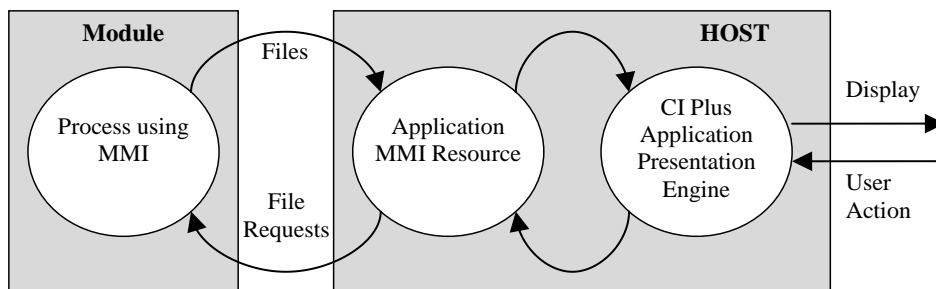 Module
HOST
Files
Process using
MMI
Application
MMI Resource
CI Plus
Application
Presentation
Engine
Display
User
Action
File
Requests